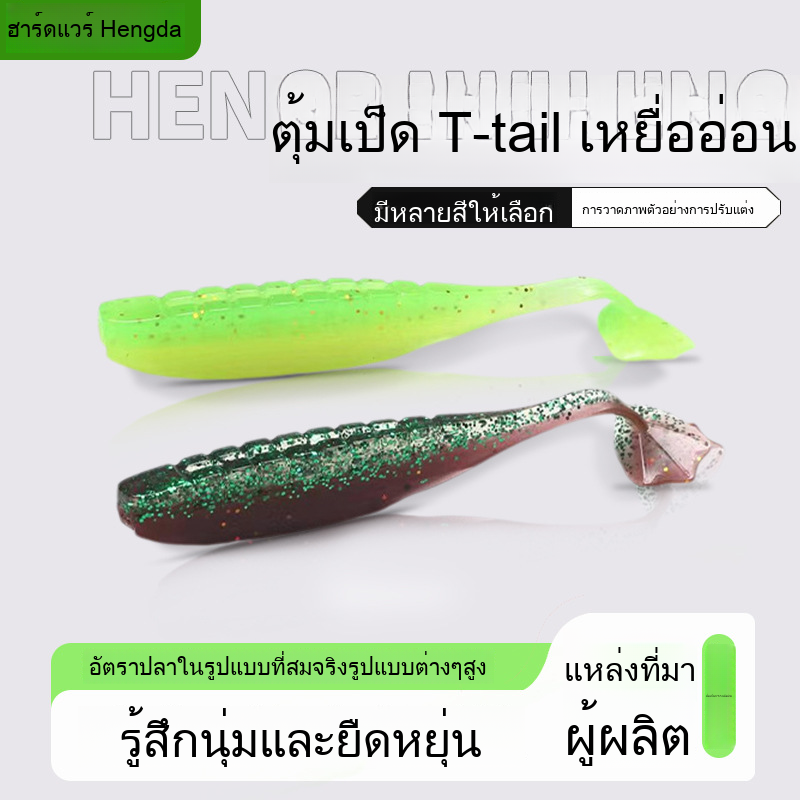 ฮาร์ดแวร์ Hengda
ตุ้มเป็ด T-tail เหยื่ออ่อน
มีหลายสีให้เลือก
การวาดภาพตัวอย่างการปรับแต่ง
อัตราปลาในรูปแบบที่สมจริงรูปแบบต่างๆสูง
รู้สึกนุ่มและยืดหยุ่น
แหล่งที่มา
ผู้ผลิต